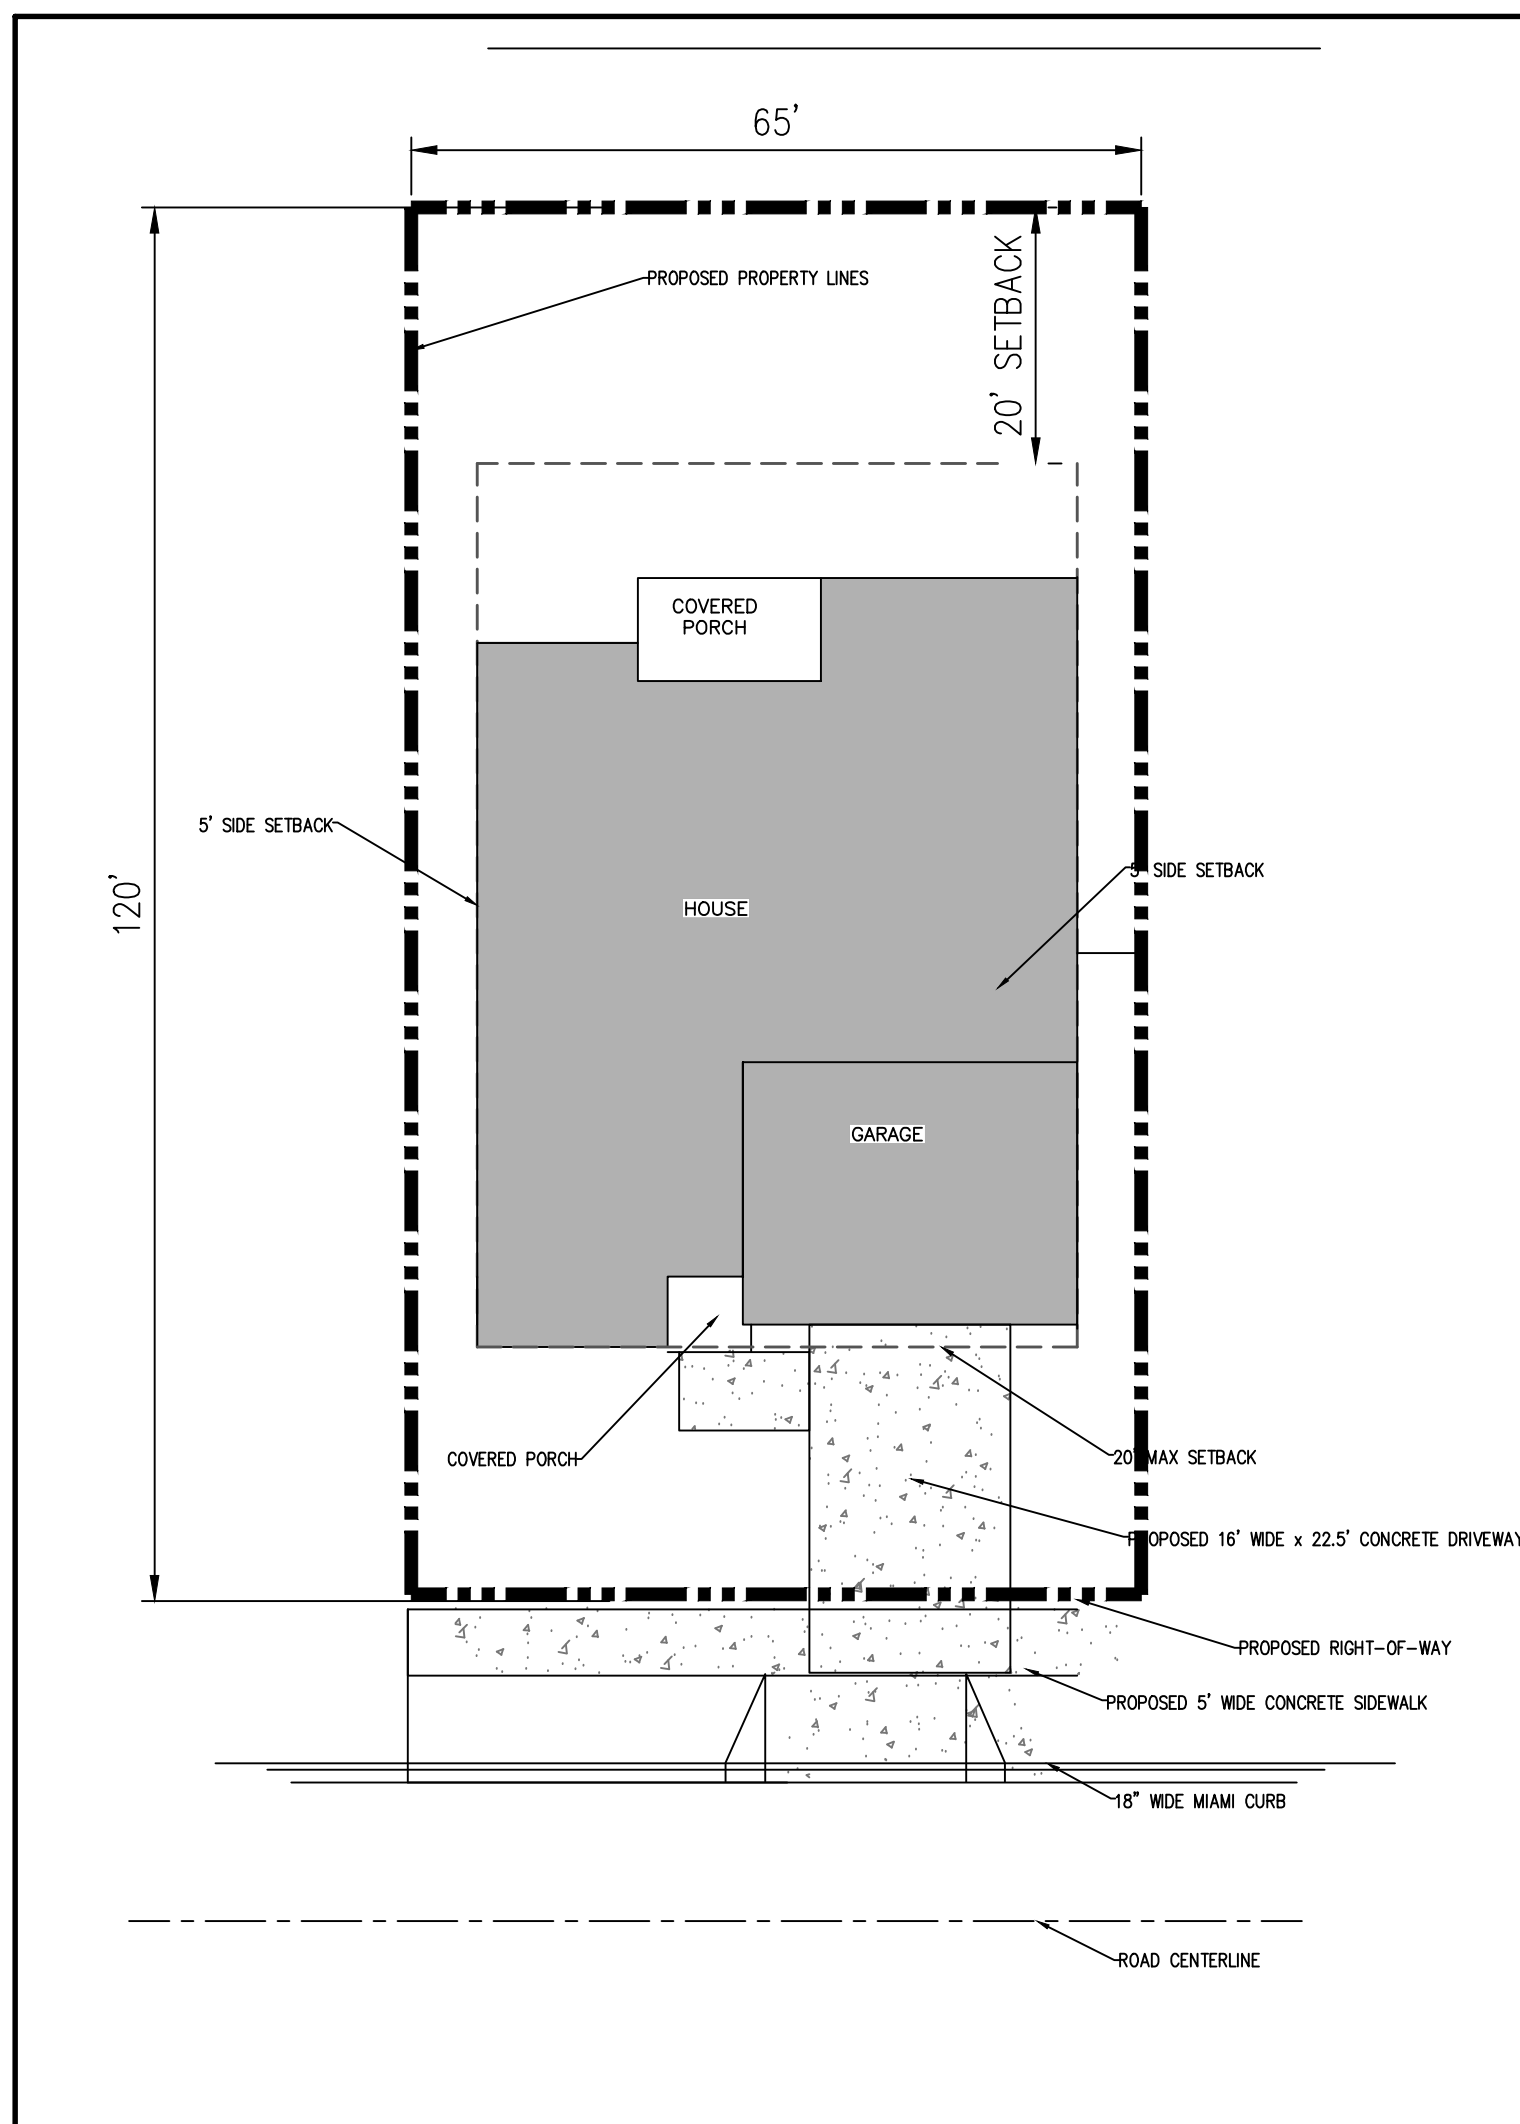 65'
PROPOSED PROPERTY LINES
20' SETBACK
COVERED
PORCH
5' SIDE SETBACK
5' SIDE SETBACK
120'
HOUSE
GARAGE
COVERED PORCH
20' MAX SETBACK
PROPOSED 16' WIDE x 22.5' CONCRETE DRIVEWAY
PROPOSED RIGHT-OF-WAY
PROPOSED 5' WIDE CONCRETE SIDEWALK
18" WIDE MIAMI CURB
ROAD CENTERLINE